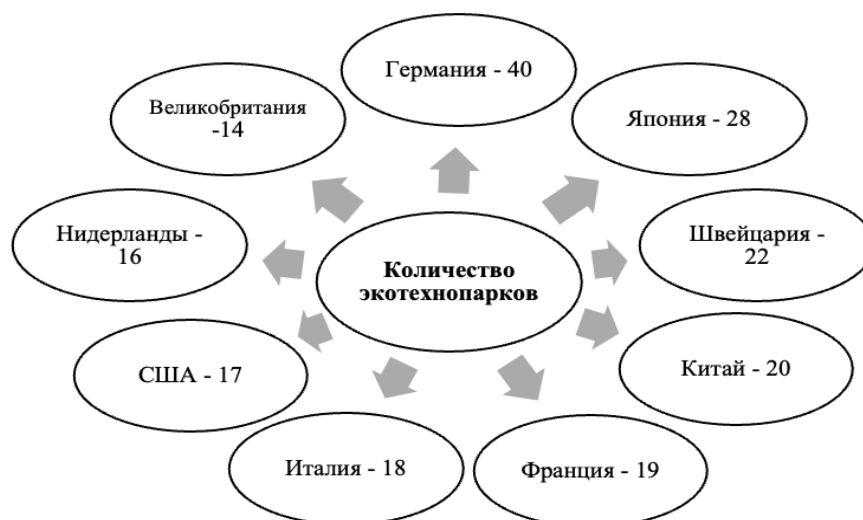 Германия - 40
Великобритания
-14
Япония - 28
Нидерланды -
16
Швейцария -
22
Количество
экотехнопарков
США - 17
Китай - 20
Италия - 18
Франция - 19